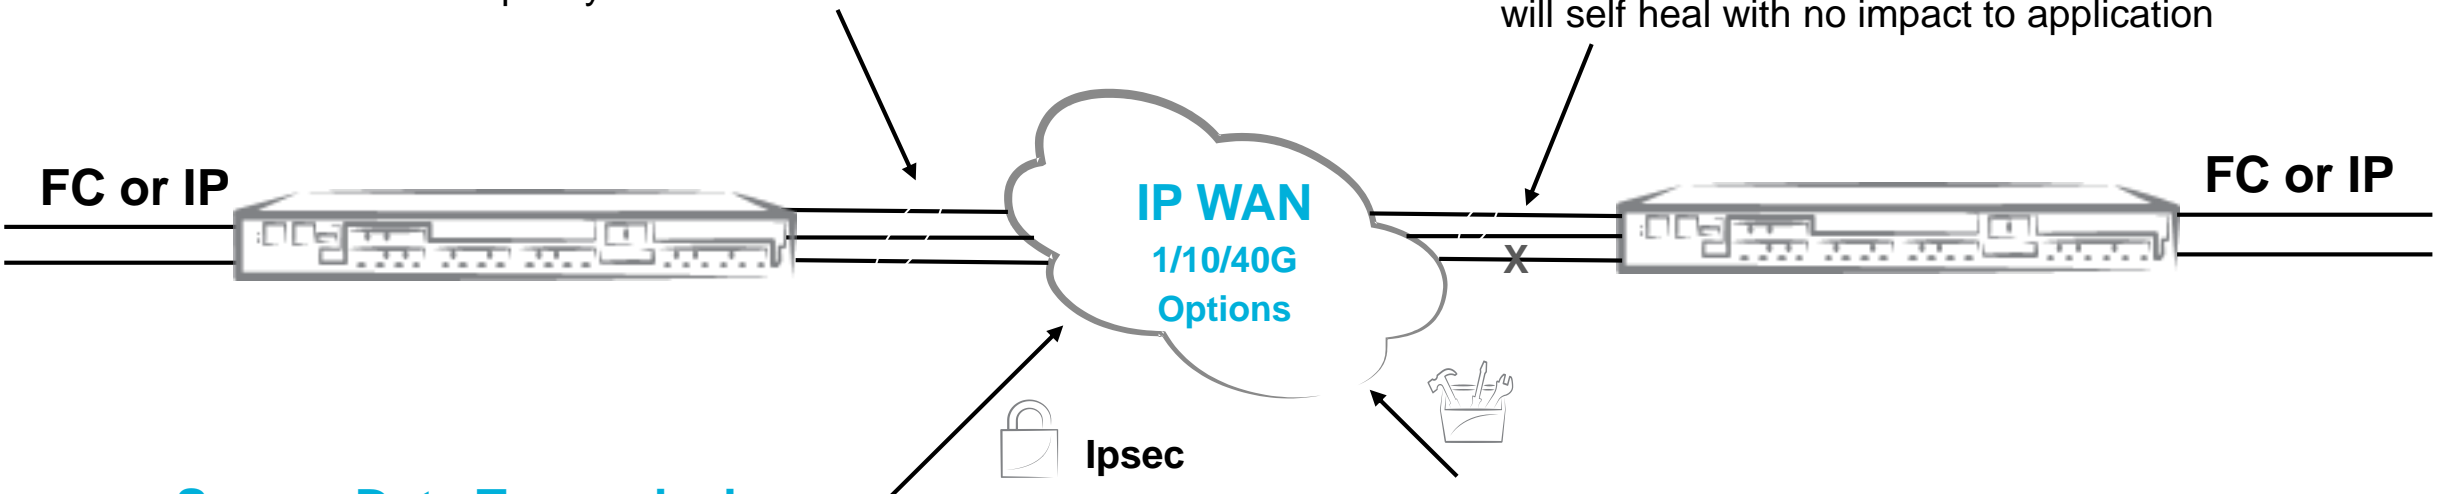 will self heal with no impact to application
FC or IP
FC or IP
IP WAN
1/10/40G
Options
X
Ipsec